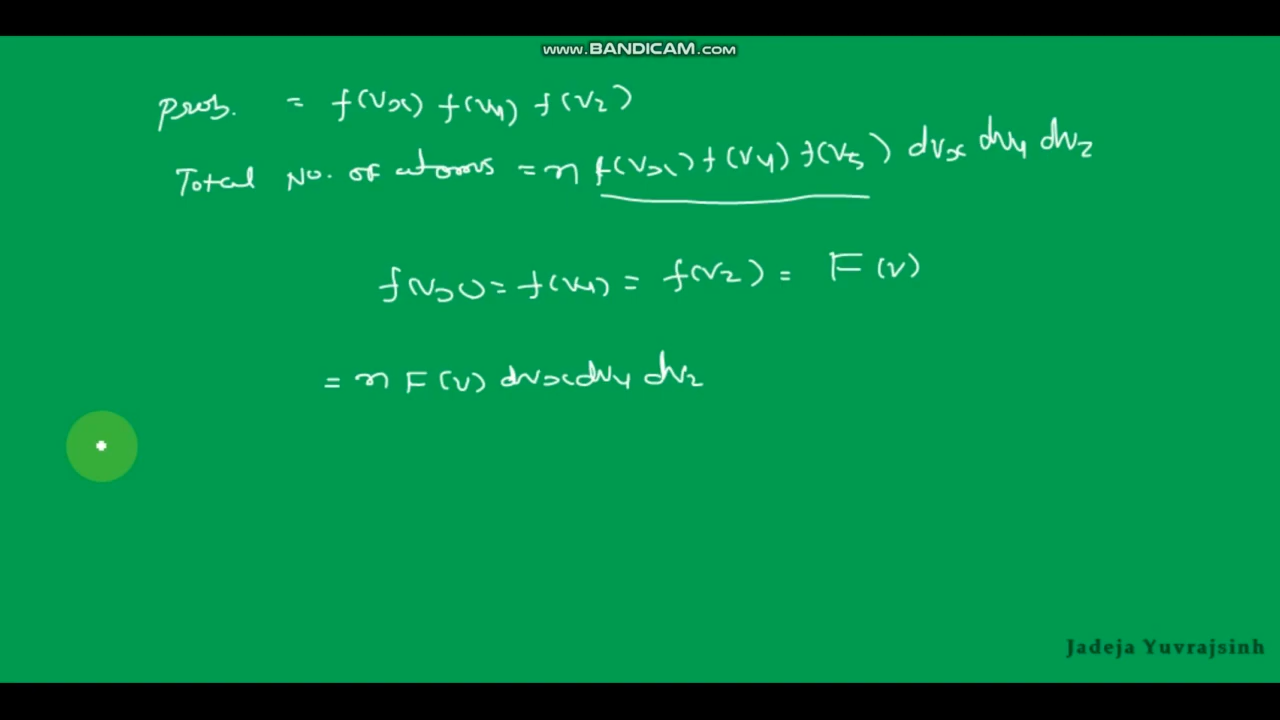 www.BANDICAM.com
prob. = f(vx) f(vy) f(vz)
Total No. of atoms = n f(vx) f(vy) f(vz) dvx dvy dvz
f(vx) = f(vy) = f(vz) = F(v)
= n F(v) dvx dvy dvz
Jadeja Yuvrajsinh